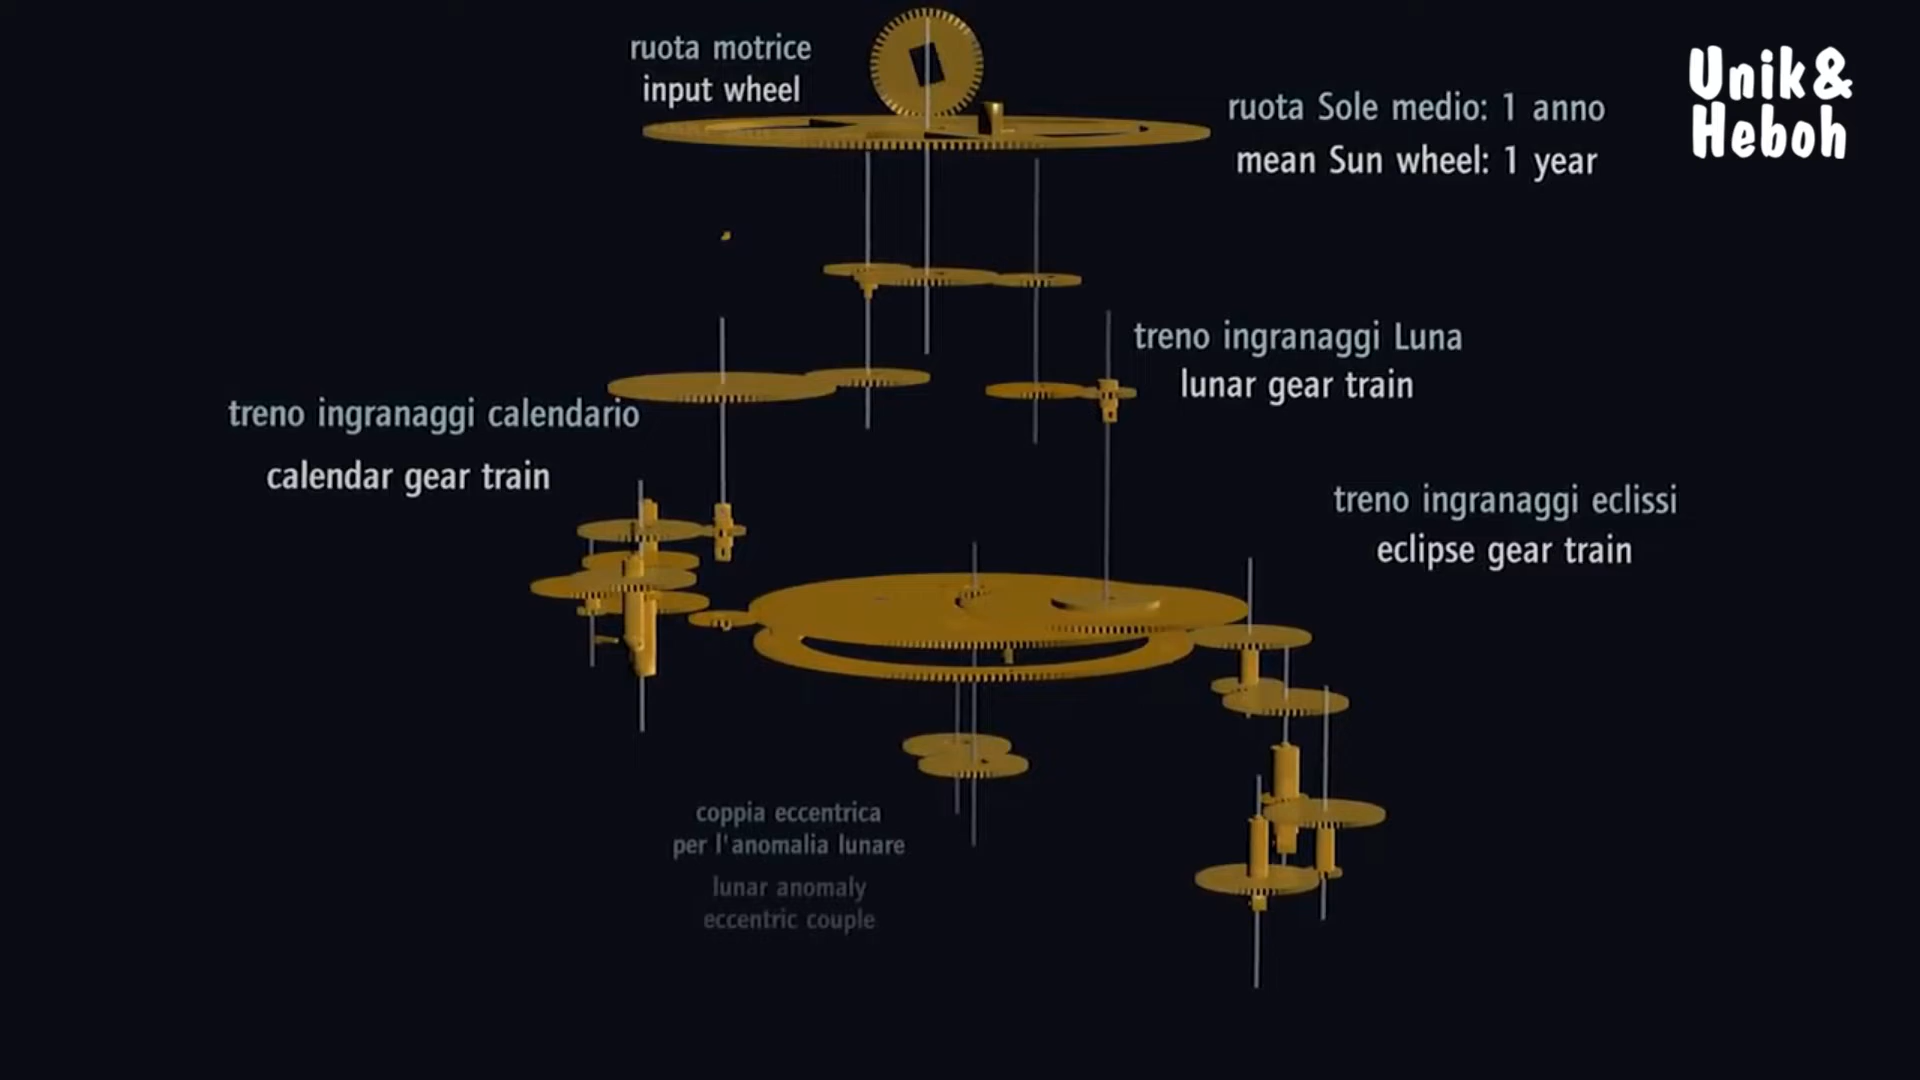 ruota motrice
input wheel
Unik&
Heboh
ruota Sole medio: 1 anno
mean Sun wheel: 1 year
treno ingranaggi Luna
lunar gear train
treno ingranaggi calendario
calendar gear train
treno ingranaggi eclissi
eclipse gear train
coppia eccentrica
per l'anomalia lunare
lunar anomaly
eccentric couple